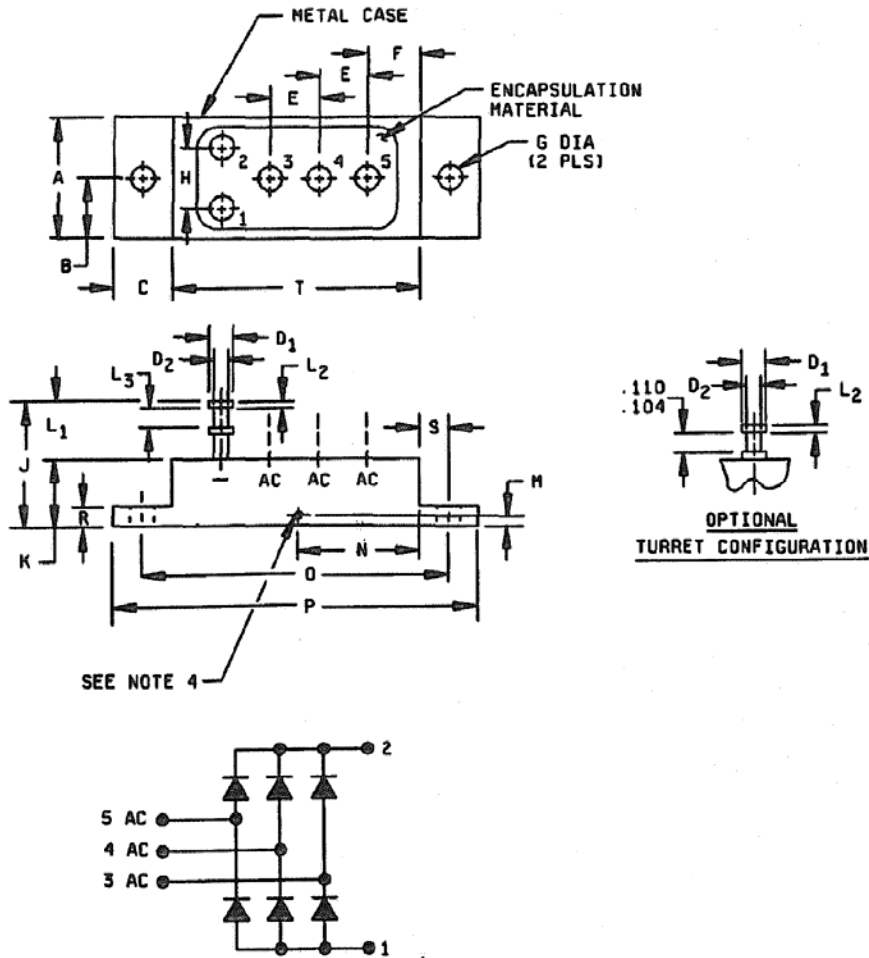 METAL CASE
F
E
E
ENCAPSULATION
MATERIAL
G DIA
(2 PLS)
A
H
2
3
4
5
1
B
C
T
D1
D2
L2
L3
L1
J
S
K
R
AC
AC
AC
M
N
O
P
SEE NOTE 4
D1
D2
L2
.110
.104
OPTIONAL
TURRET CONFIGURATION
2
5 AC
4 AC
3 AC
1